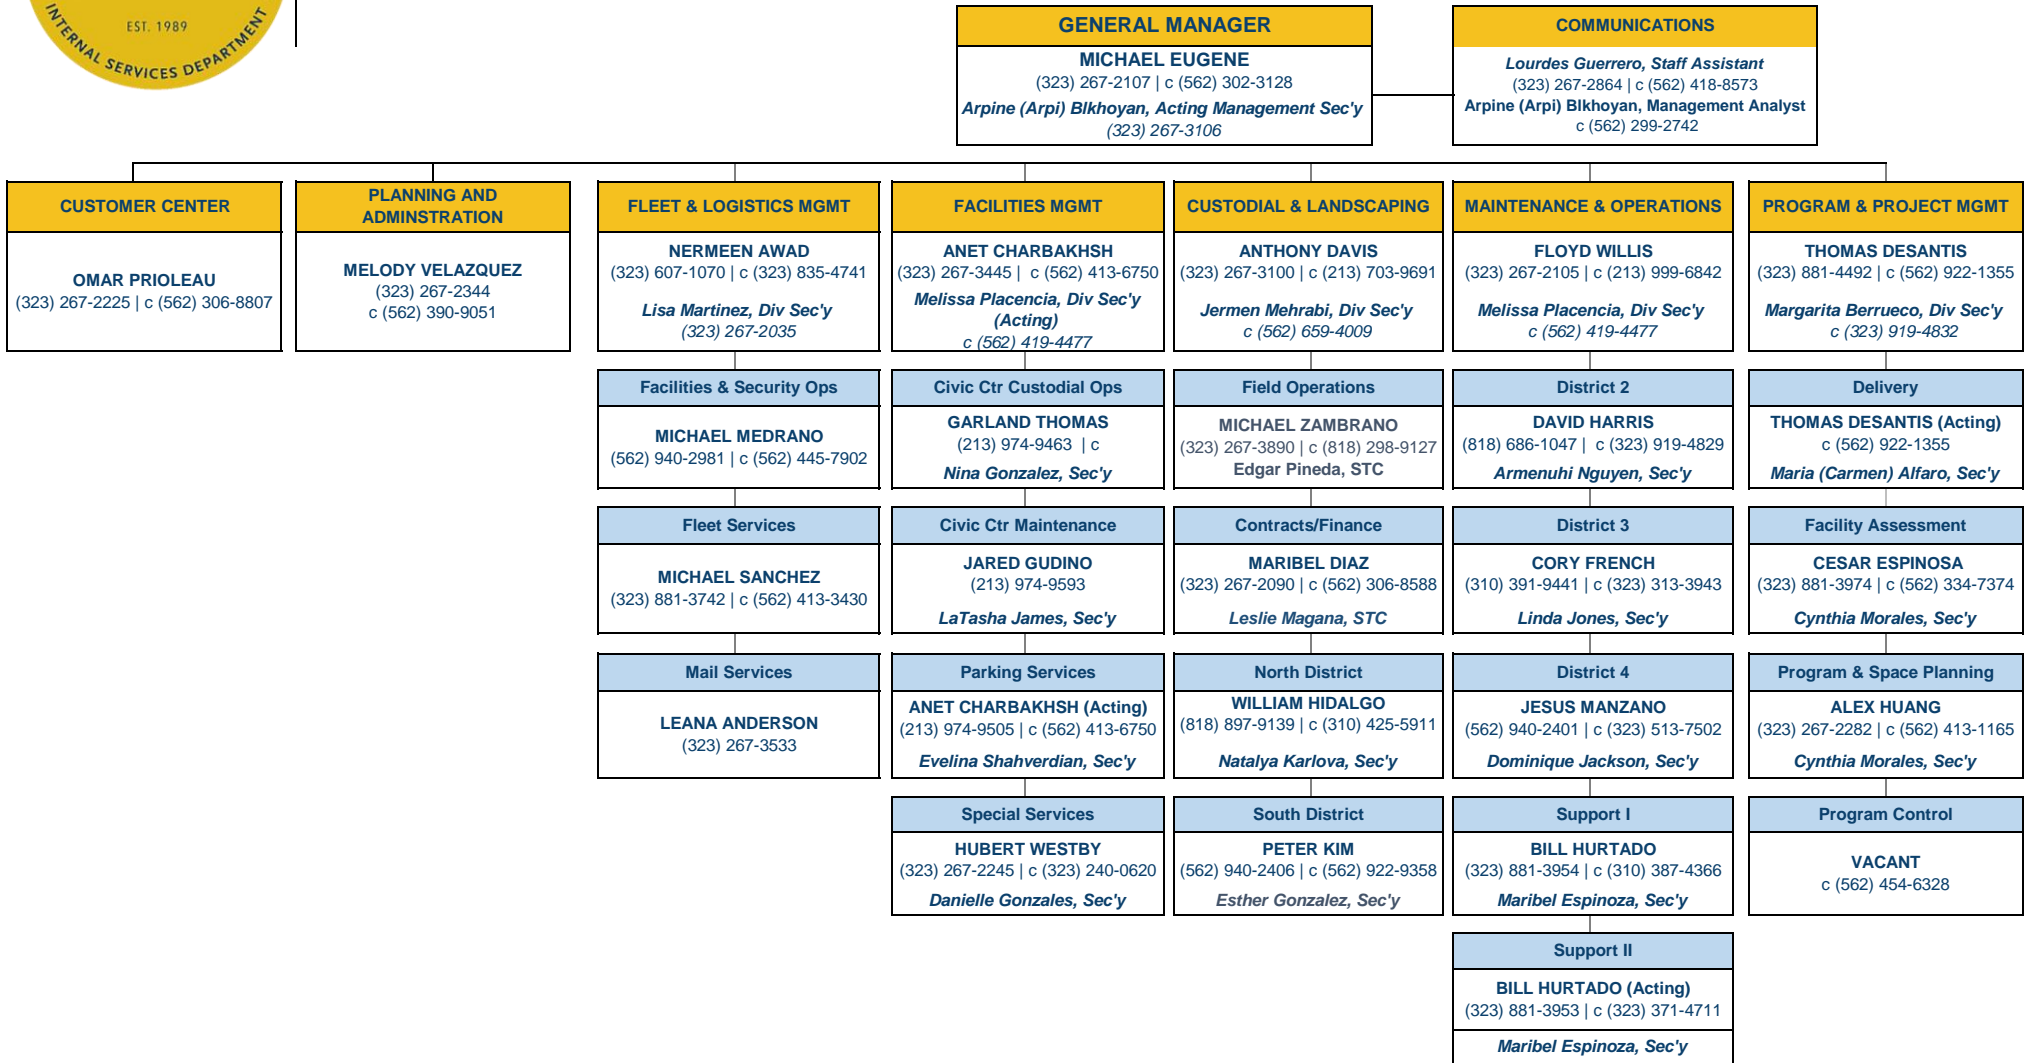 EST. 1989
INTERNAL SERVICES DEPARTMENT
GENERAL MANAGER
MICHAEL EUGENE
(323) 267-2107 | c (562) 302-3128
Arpine (Arpi) Blkhoyan, Acting Management Sec'y
(323) 267-3106
COMMUNICATIONS
Lourdes Guerrero, Staff Assistant
(323) 267-2864 | c (562) 418-8573
Arpine (Arpi) Blkhoyan, Management Analyst
c (562) 299-2742
CUSTOMER CENTER
OMAR PRIOLEAU
(323) 267-2225 | c (562) 306-8807
PLANNING AND
ADMINSTRATION
MELODY VELAZQUEZ
(323) 267-2344
c (562) 390-9051
FLEET & LOGISTICS MGMT
NERMEEN AWAD
(323) 607-1070 | c (323) 835-4741
Lisa Martinez, Div Sec'y
(323) 267-2035
Facilities & Security Ops
MICHAEL MEDRANO
(562) 940-2981 | c (562) 445-7902
Fleet Services
MICHAEL SANCHEZ
(323) 881-3742 | c (562) 413-3430
Mail Services
LEANA ANDERSON
(323) 267-3533
FACILITIES MGMT
ANET CHARBAKHSH
(323) 267-3445 | c (562) 413-6750
Melissa Placencia, Div Sec'y
(Acting)
c (562) 419-4477
Civic Ctr Custodial Ops
GARLAND THOMAS
(213) 974-9463 | c
Nina Gonzalez, Sec'y
Civic Ctr Maintenance
JARED GUDINO
(213) 974-9593
LaTasha James, Sec'y
Parking Services
ANET CHARBAKHSH (Acting)
(213) 974-9505 | c (562) 413-6750
Evelina Shahverdian, Sec'y
Special Services
HUBERT WESTBY
(323) 267-2245 | c (323) 240-0620
Danielle Gonzales, Sec'y
CUSTODIAL & LANDSCAPING
ANTHONY DAVIS
(323) 267-3100 | c (213) 703-9691
Jermen Mehrabi, Div Sec'y
c (562) 659-4009
Field Operations
MICHAEL ZAMBRANO
(323) 267-3890 | c (818) 298-9127
Edgar Pineda, STC
Contracts/Finance
MARIBEL DIAZ
(323) 267-2090 | c (562) 306-8588
Leslie Magana, STC
North District
WILLIAM HIDALGO
(818) 897-9139 | c (310) 425-5911
Natalya Karlova, Sec'y
South District
PETER KIM
(562) 940-2406 | c (562) 922-9358
Esther Gonzalez, Sec'y
MAINTENANCE & OPERATIONS
FLOYD WILLIS
(323) 267-2105 | c (213) 999-6842
Melissa Placencia, Div Sec'y
c (562) 419-4477
District 2
DAVID HARRIS
(818) 686-1047 | c (323) 919-4829
Armenuhi Nguyen, Sec'y
District 3
CORY FRENCH
(310) 391-9441 | c (323) 313-3943
Linda Jones, Sec'y
District 4
JESUS MANZANO
(562) 940-2401 | c (323) 513-7502
Dominique Jackson, Sec'y
Support I
BILL HURTADO
(323) 881-3954 | c (310) 387-4366
Maribel Espinoza, Sec'y
Support II
BILL HURTADO (Acting)
(323) 881-3953 | c (323) 371-4711
Maribel Espinoza, Sec'y
PROGRAM & PROJECT MGMT
THOMAS DESANTIS
(323) 881-4492 | c (562) 922-1355
Margarita Berrueco, Div Sec'y
c (323) 919-4832
Delivery
THOMAS DESANTIS (Acting)
c (562) 922-1355
Maria (Carmen) Alfaro, Sec'y
Facility Assessment
CESAR ESPINOSA
(323) 881-3974 | c (562) 334-7374
Cynthia Morales, Sec'y
Program & Space Planning
ALEX HUANG
(323) 267-2282 | c (562) 413-1165
Cynthia Morales, Sec'y
Program Control
VACANT
c (562) 454-6328